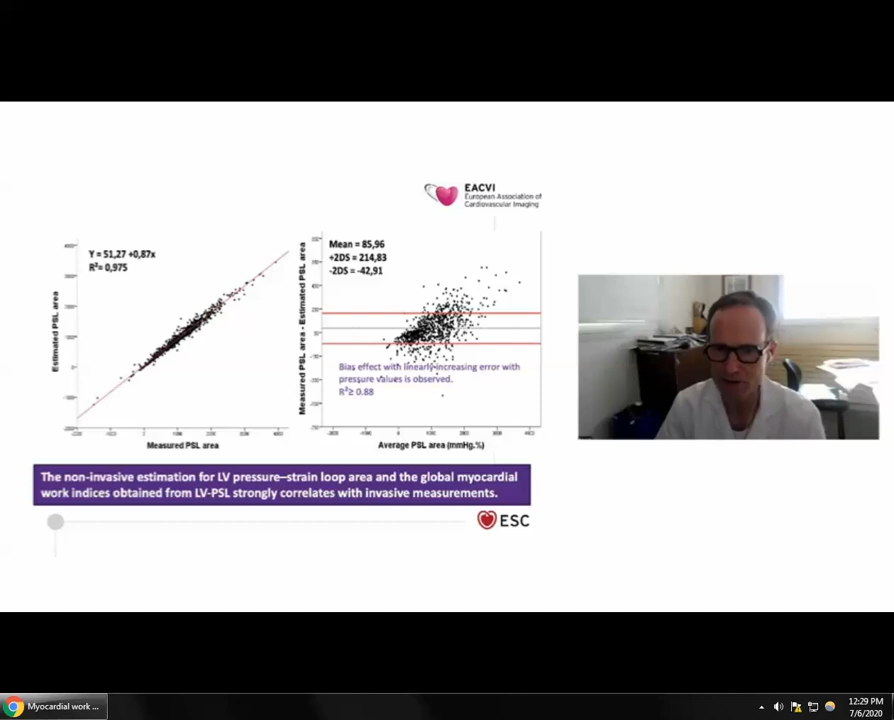 EACVI
European Association of
Cardiovascular Imaging
Y = 51,27 +0,87x
R²= 0,975
Estimated PSL area
Measured PSL area
Mean = 85,96
+2DS = 214,83
-2DS = -42,91
Measured PSL area - Estimated PSL area
Bias effect with linearly increasing error with
pressure values is observed.
R²≥ 0.88
Average PSL area (mmHg.%)
The non-invasive estimation for LV pressure–strain loop area and the global myocardial
work indices obtained from LV-PSL strongly correlates with invasive measurements.
ESC
Myocardial work ...
12:29 PM
7/6/2020